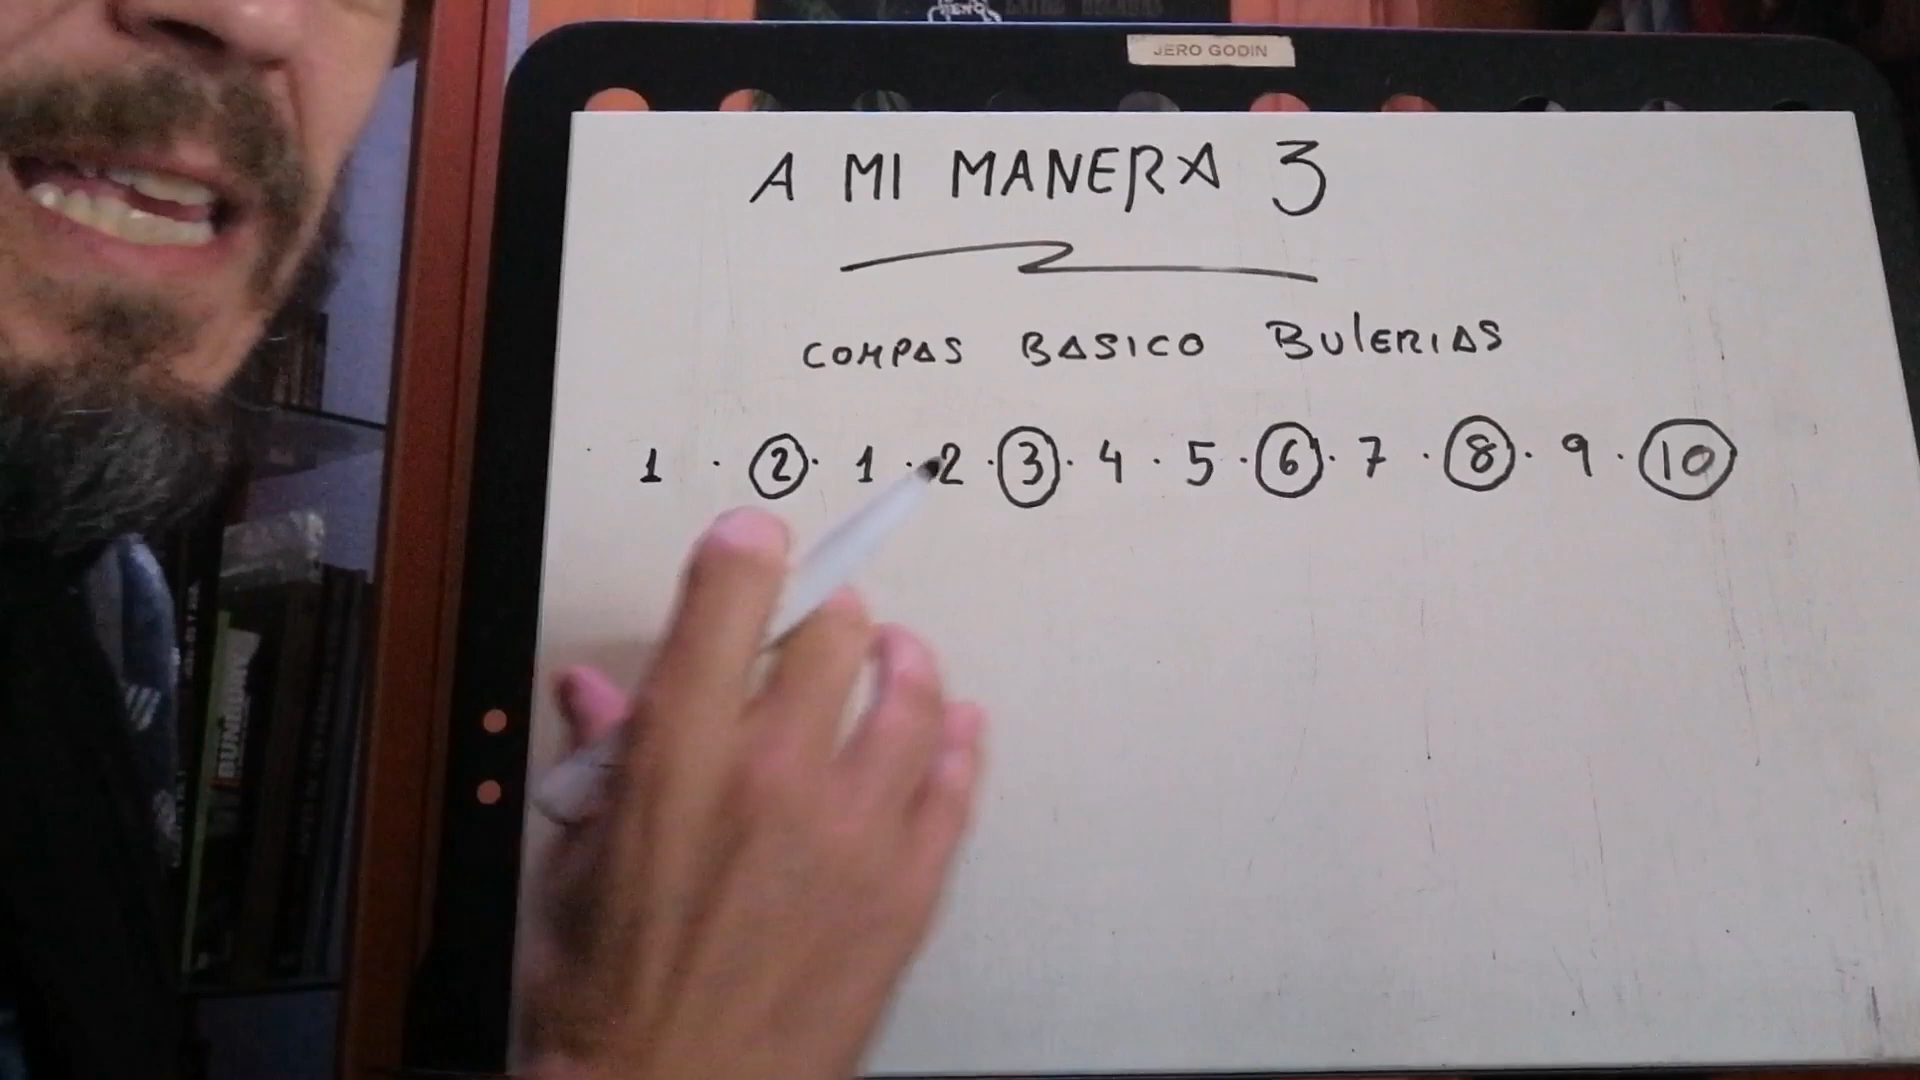 JERO GODIN
A MI MANERA 3
COMPAS BASICO BULERIAS
1 · 2 · 1 · 2 · 3 · 4 · 5 · 6 · 7 · 8 · 9 · 10
BUNBURY